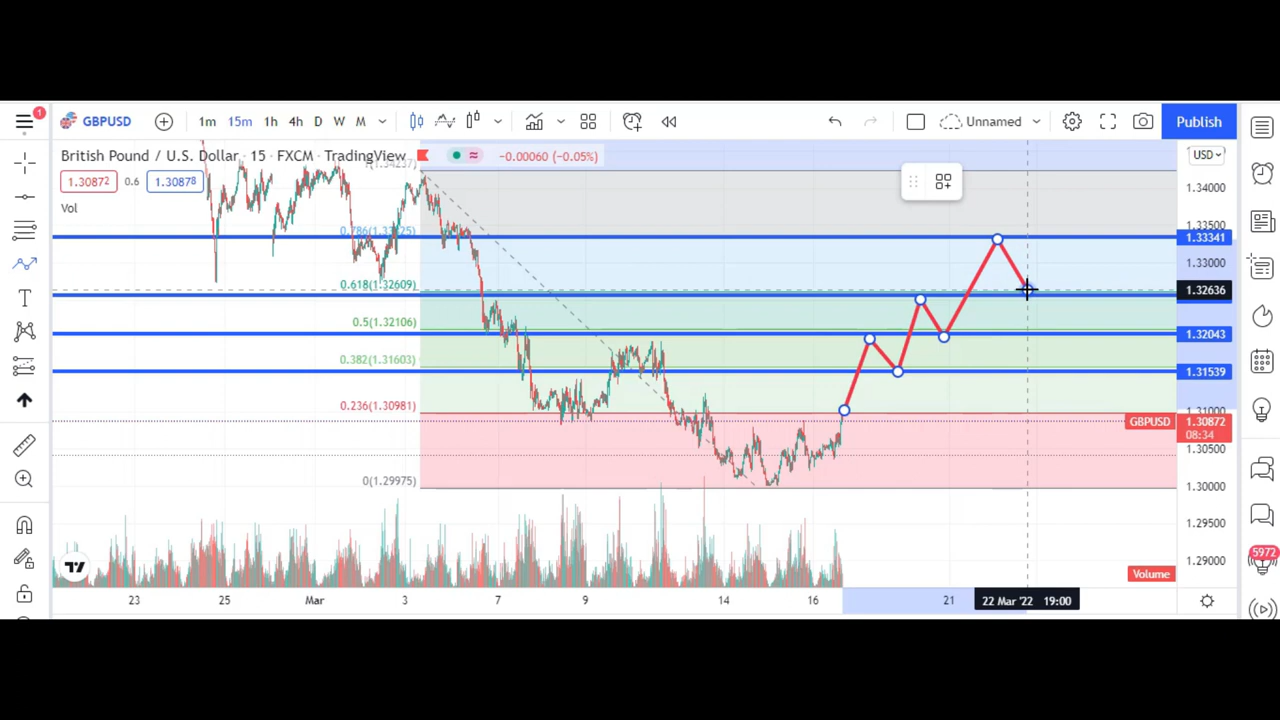 1
GBPUSD
1m 15m 1h 4h D W M
Unnamed
Publish
British Pound / U.S. Dollar · 15 · FXCM · TradingView
≈
-0.00060 (-0.05%)
1.30872 0.6 1.30878
Vol
USD
1.34000
1.33500
1.33341
1.33000
1.32636
1.32043
1.31539
1.31000
GBPUSD 1.30872
08:34
1.30500
1.30000
1.29500
1.29000
0.618(1.32609)
0.5(1.32106)
0.382(1.31603)
0.236(1.30981)
0(1.29975)
Volume
5972
23 25 Mar 3 7 9 14 16 21 22 Mar '22 19:00